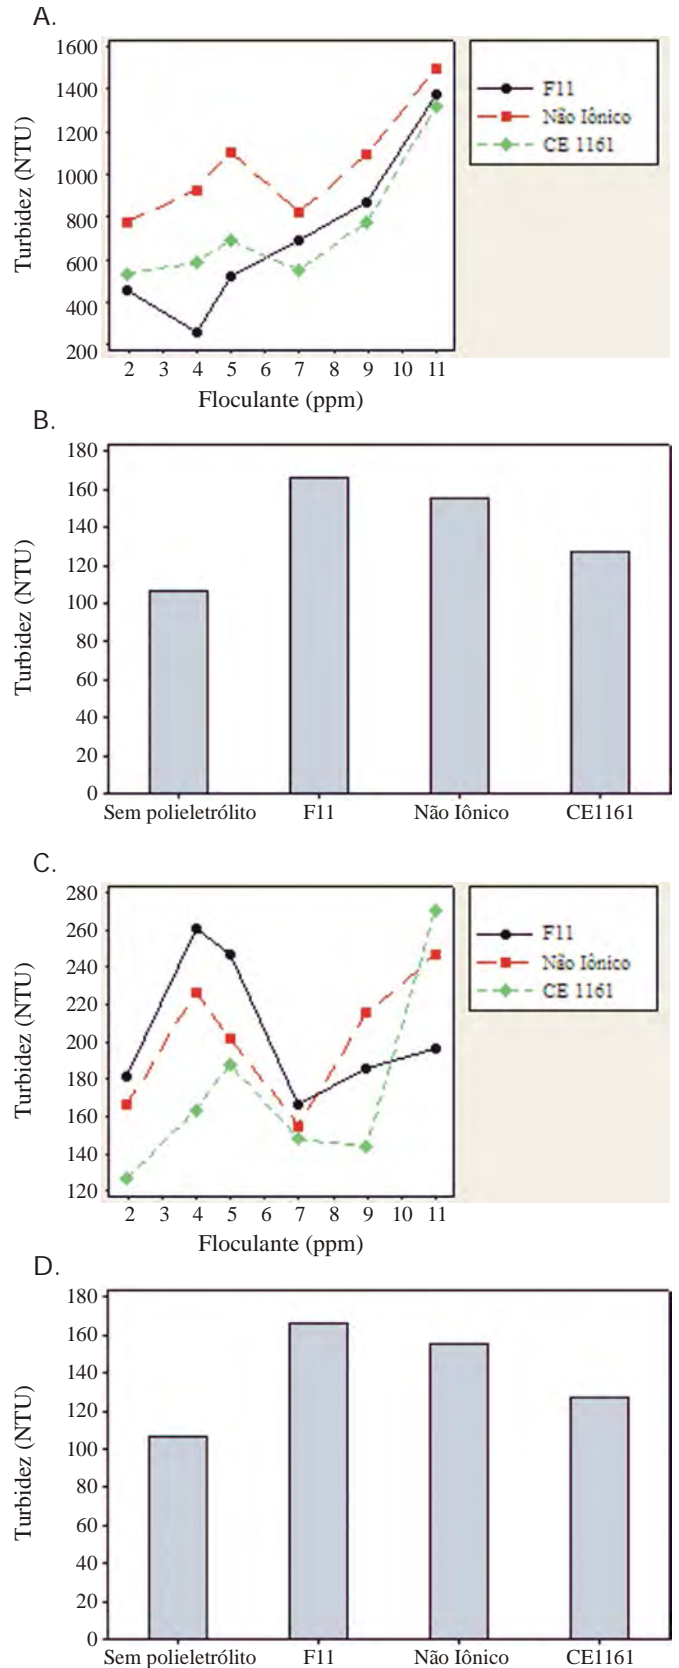 A.
1600
1400
1200
1000
800
600
400
200
Turbidez (NTU)
2 3 4 5 6 7 8 9 10 11
Floculante (ppm)
F11
Não Iônico
CE 1161
B.
180
160
140
120
100
80
60
40
20
0
Turbidez (NTU)
Sem polieletrólito F11 Não Iônico CE1161
C.
280
260
240
220
200
180
160
140
120
Turbidez (NTU)
2 3 4 5 6 7 8 9 10 11
Floculante (ppm)
F11
Não Iônico
CE 1161
D.
180
160
140
120
100
80
60
40
20
0
Turbidez (NTU)
Sem polieletrólito F11 Não Iônico CE1161